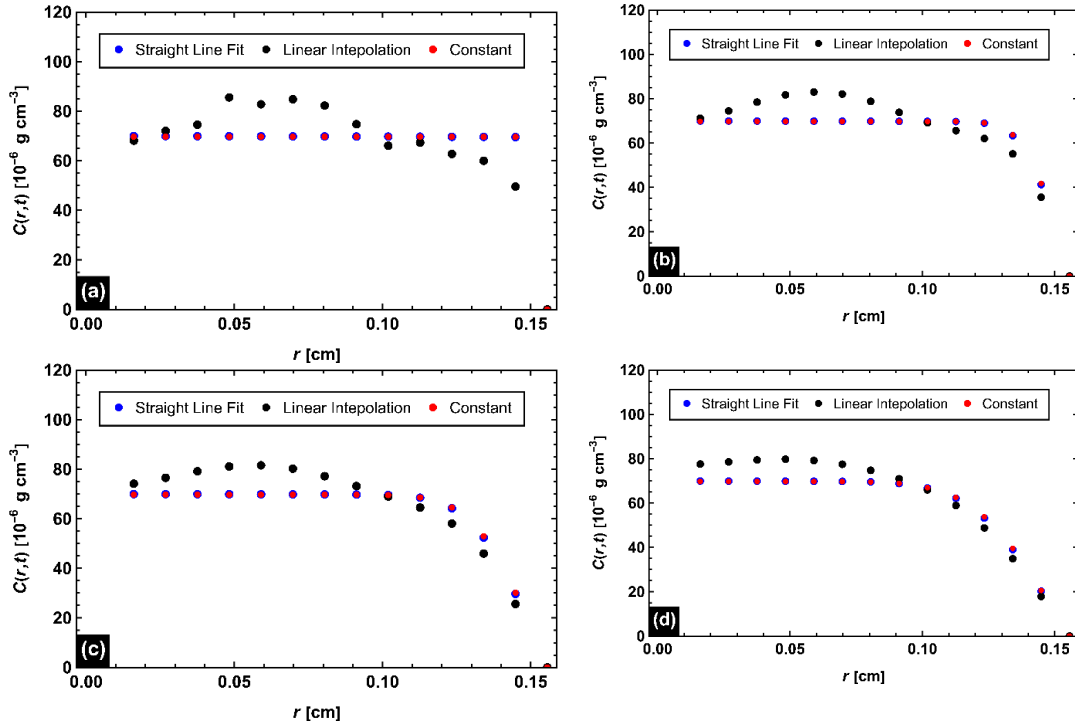 120
100
80
60
40
20
0
C(r,t) [10⁻⁶ g cm⁻³]
Straight Line Fit Linear Intepolation Constant
(a)
0.00 0.05 0.10 0.15
r [cm]
120
100
80
60
40
20
0
C(r,t) [10⁻⁶ g cm⁻³]
Straight Line Fit Linear Intepolation Constant
(b)
0.00 0.05 0.10 0.15
r [cm]
120
100
80
60
40
20
0
C(r,t) [10⁻⁶ g cm⁻³]
Straight Line Fit Linear Intepolation Constant
(c)
0.00 0.05 0.10 0.15
r [cm]
120
100
80
60
40
20
0
C(r,t) [10⁻⁶ g cm⁻³]
Straight Line Fit Linear Intepolation Constant
(d)
0.00 0.05 0.10 0.15
r [cm]